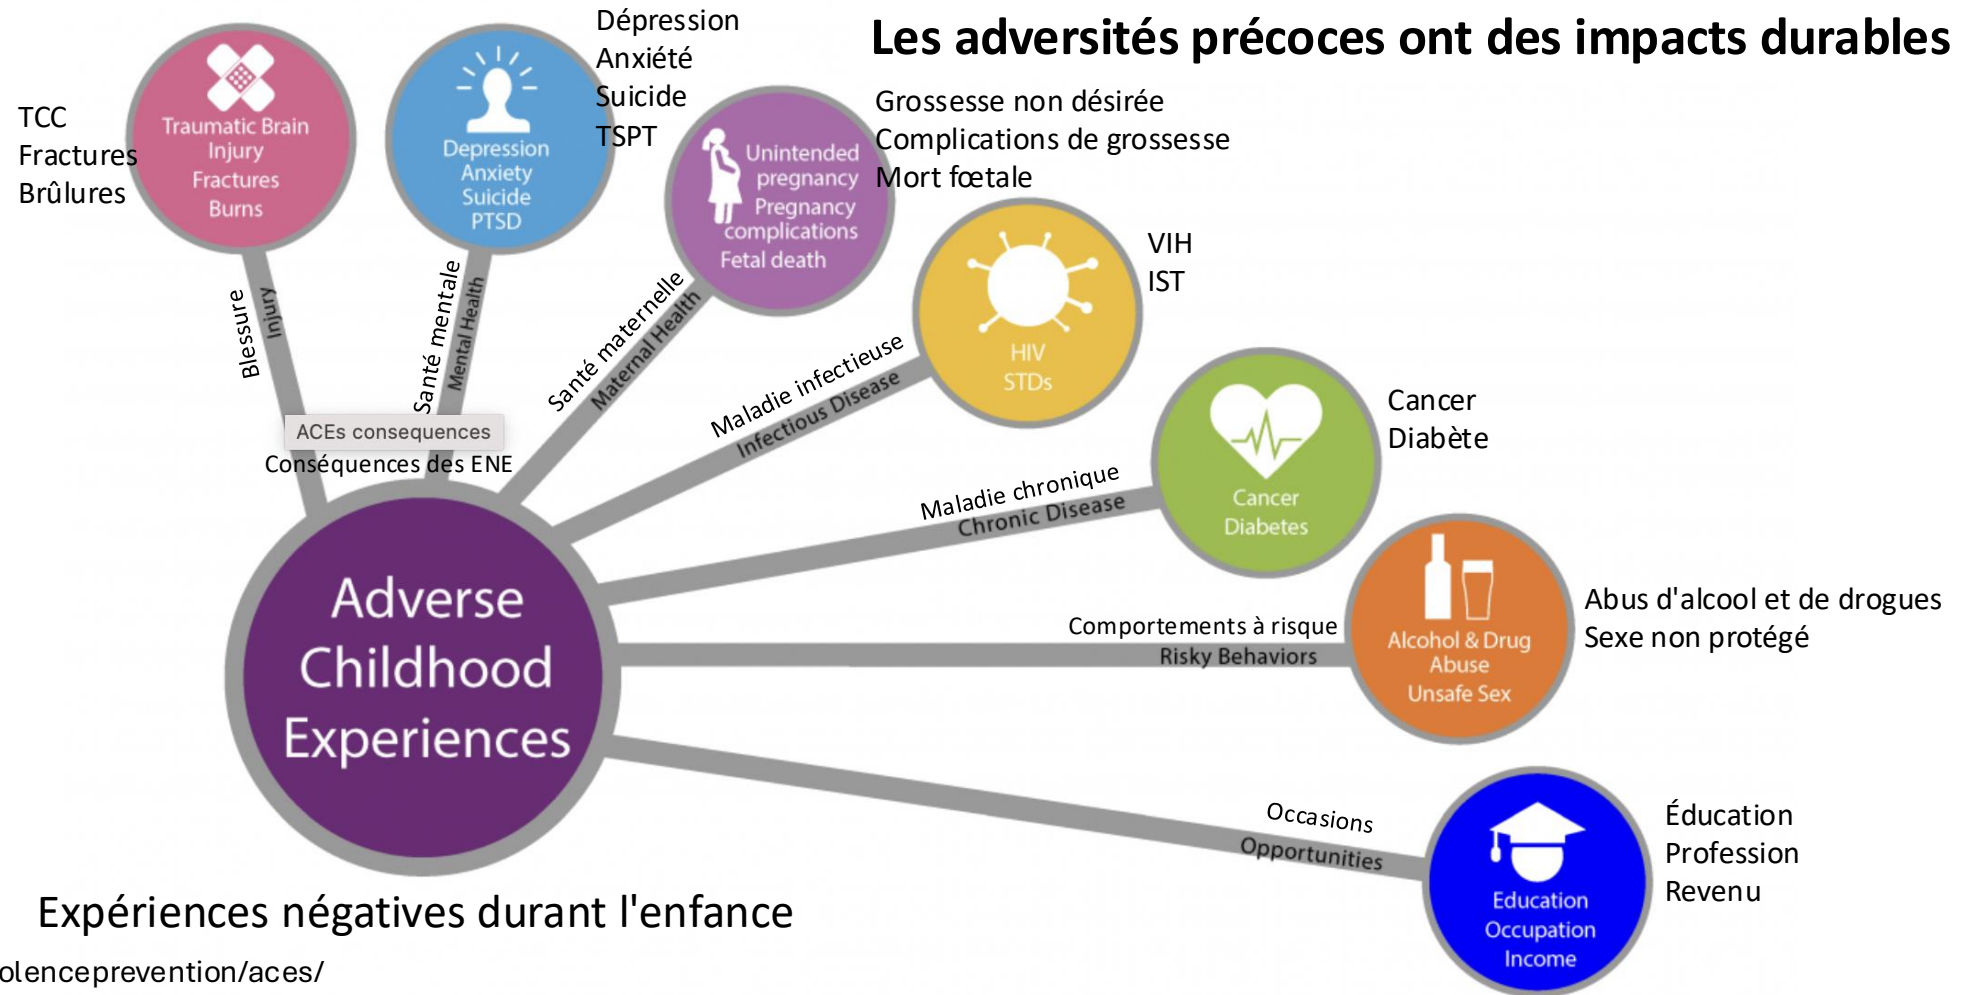 Les adversités précoces ont des impacts durables
TCC
Fractures
Brûlures
Traumatic Brain
Injury
Fractures
Burns
Blessure
Injury
Dépression
Anxiété
Suicide
TSPT
Depression
Anxiety
Suicide
PTSD
Santé mentale
Mental Health
Grossesse non désirée
Complications de grossesse
Mort fœtale
Unintended
pregnancy
Pregnancy
complications
Fetal death
Santé maternelle
Maternal Health
VIH
IST
HIV
STDs
Maladie infectieuse
Infectious Disease
Cancer
Diabète
Cancer
Diabetes
Maladie chronique
Chronic Disease
Abus d'alcool et de drogues
Sexe non protégé
Alcohol & Drug
Abuse
Unsafe Sex
Comportements à risque
Risky Behaviors
Éducation
Profession
Revenu
Education
Occupation
Income
Occasions
Opportunities
ACEs consequences
Conséquences des ENE
Adverse
Childhood
Experiences
Expériences négatives durant l'enfance
olenceprevention/aces/